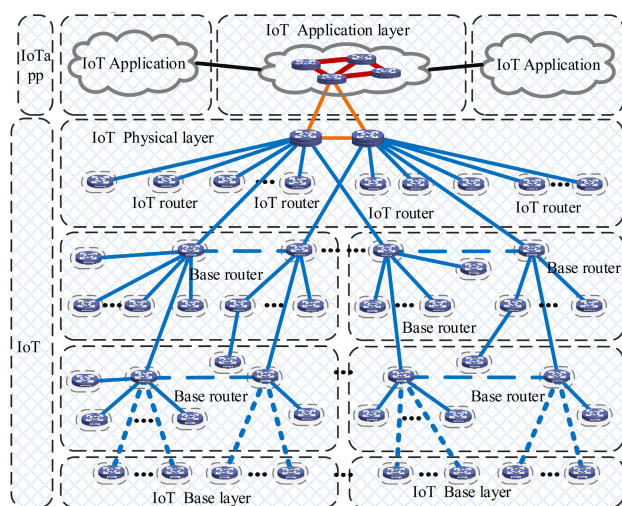 IoTa
pp
IoT Application layer
IoT Application
IoT Application
IoT
IoT Physical layer
IoT router
IoT router
IoT router
IoT router
Base router
Base router
Base router
Base router
Base router
IoT Base layer
IoT Base layer